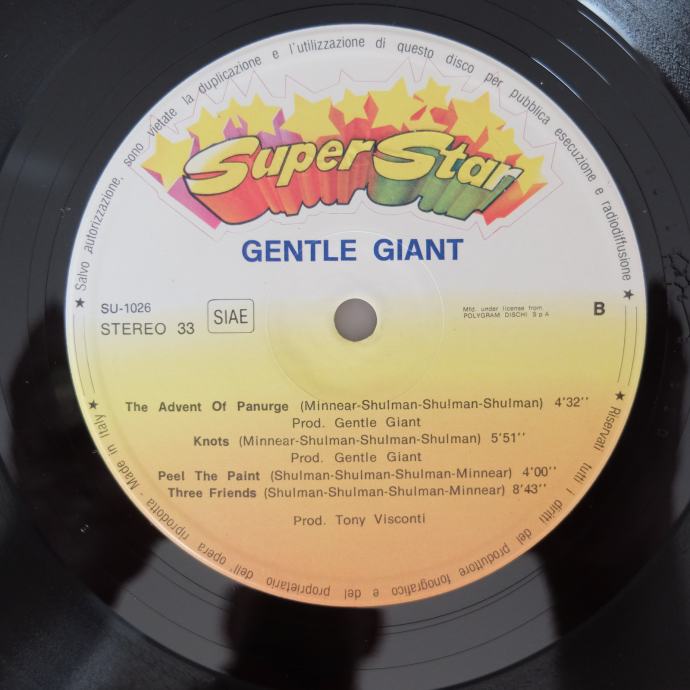 ★ Salvo autorizzazione, sono vietate la duplicazione e l'utilizzazione di questo disco per pubblica esecuzione e radiodiffusione ★
Super Star
GENTLE GIANT
SU-1026
STEREO 33
SIAE
Mfd. under license from
POLYGRAM DISCHI S p A
B
The Advent Of Panurge (Minnear-Shulman-Shulman-Shulman) 4'32''
Prod. Gentle Giant
Knots (Minnear-Shulman-Shulman-Shulman) 5'51''
Prod. Gentle Giant
Peel The Paint (Shulman-Shulman-Shulman-Minnear) 4'00''
Three Friends (Shulman-Shulman-Shulman-Minnear) 8'43''
Prod. Tony Visconti
★ Riservati tutti i diritti del produttore fonografico e del proprietario dell'opera riprodotta · Made in Italy ★